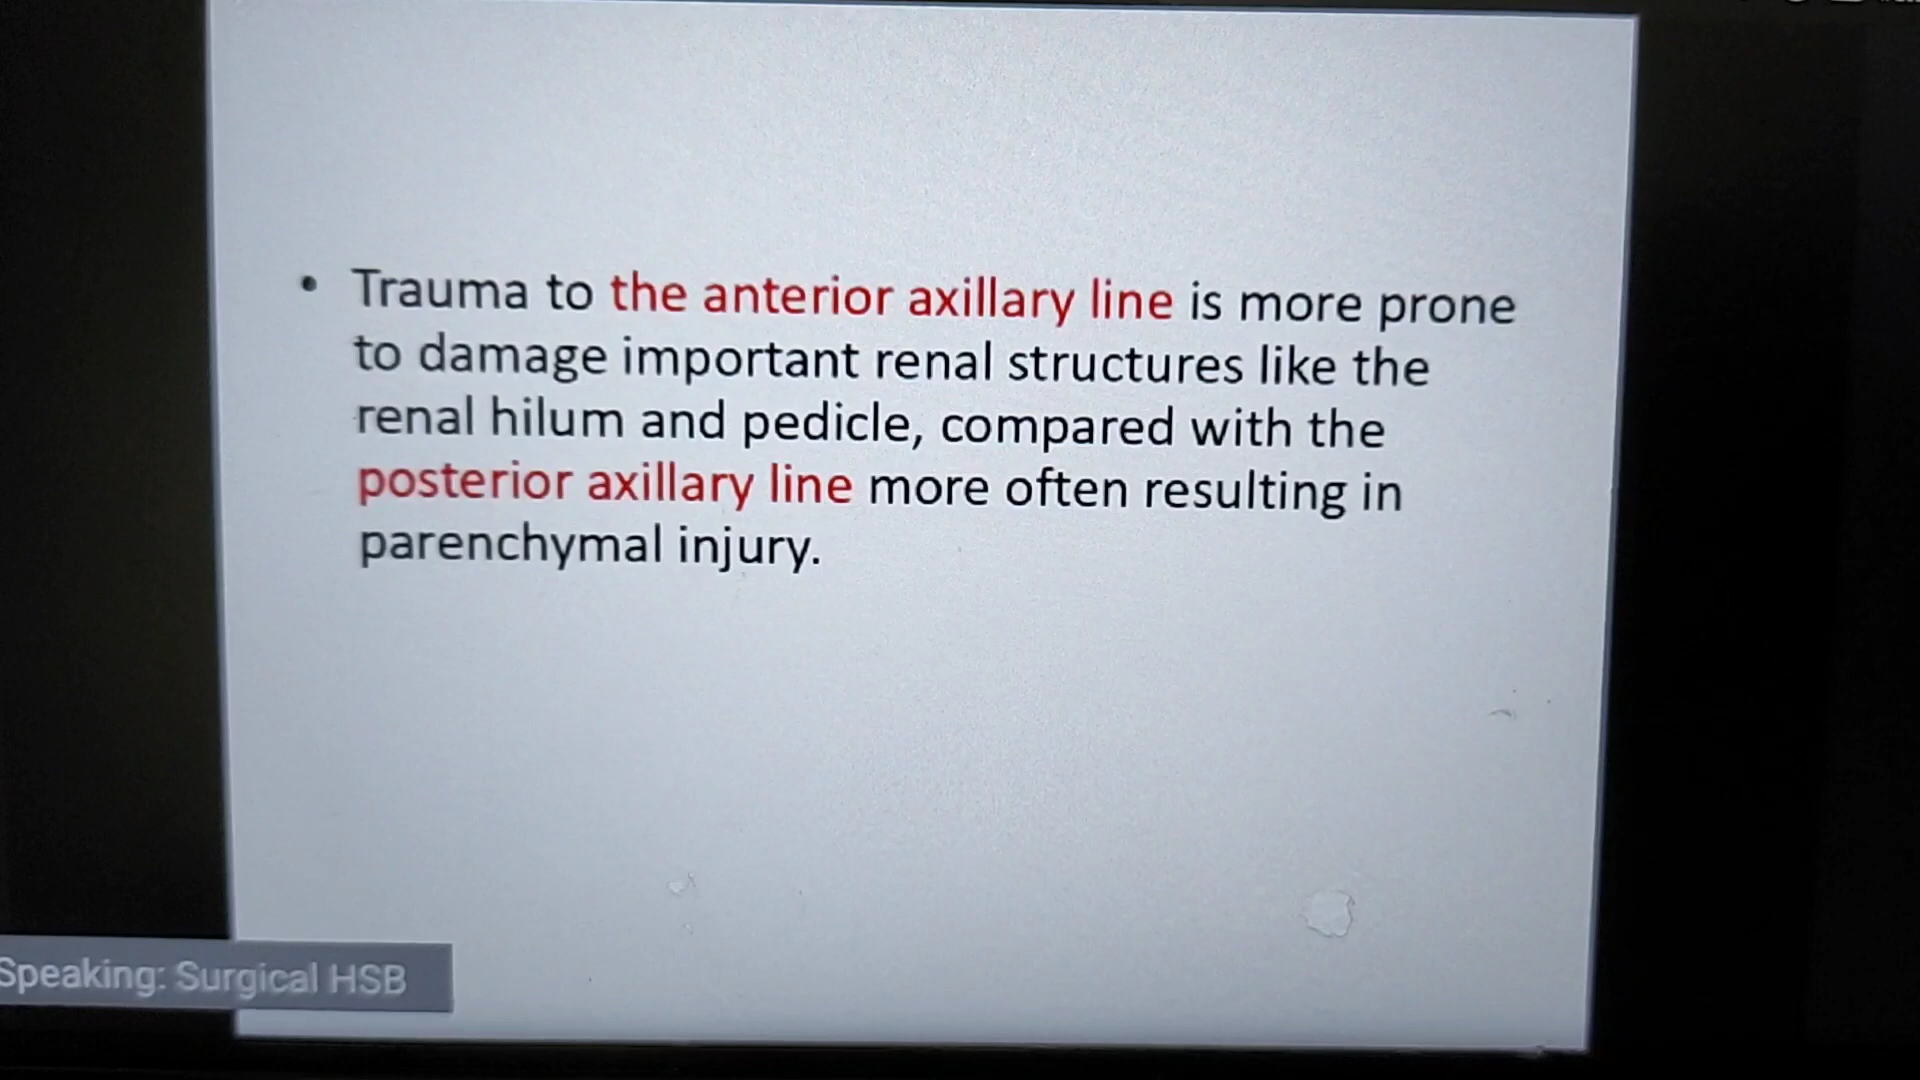 • Trauma to the anterior axillary line is more prone
to damage important renal structures like the
renal hilum and pedicle, compared with the
posterior axillary line more often resulting in
parenchymal injury.
Speaking: Surgical HSB